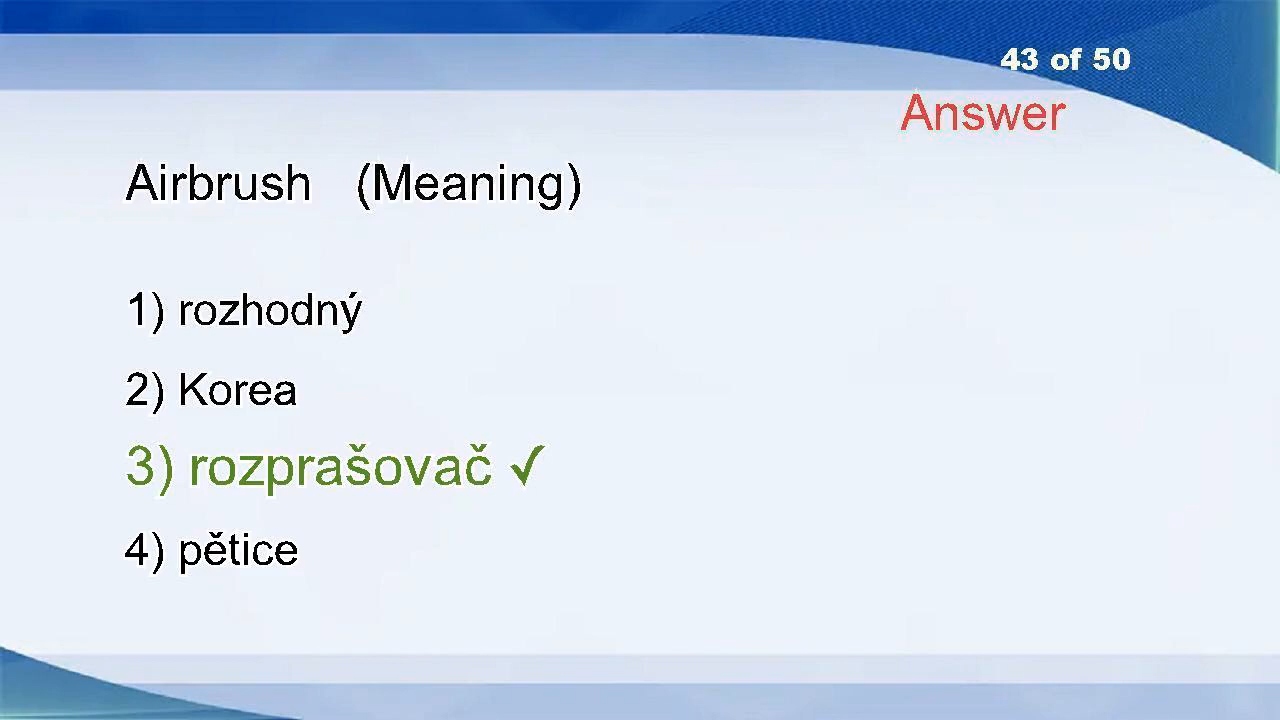 43 of 50
Answer
Airbrush (Meaning)
1) rozhodný
2) Korea
3) rozprašovač ✓
4) pětice